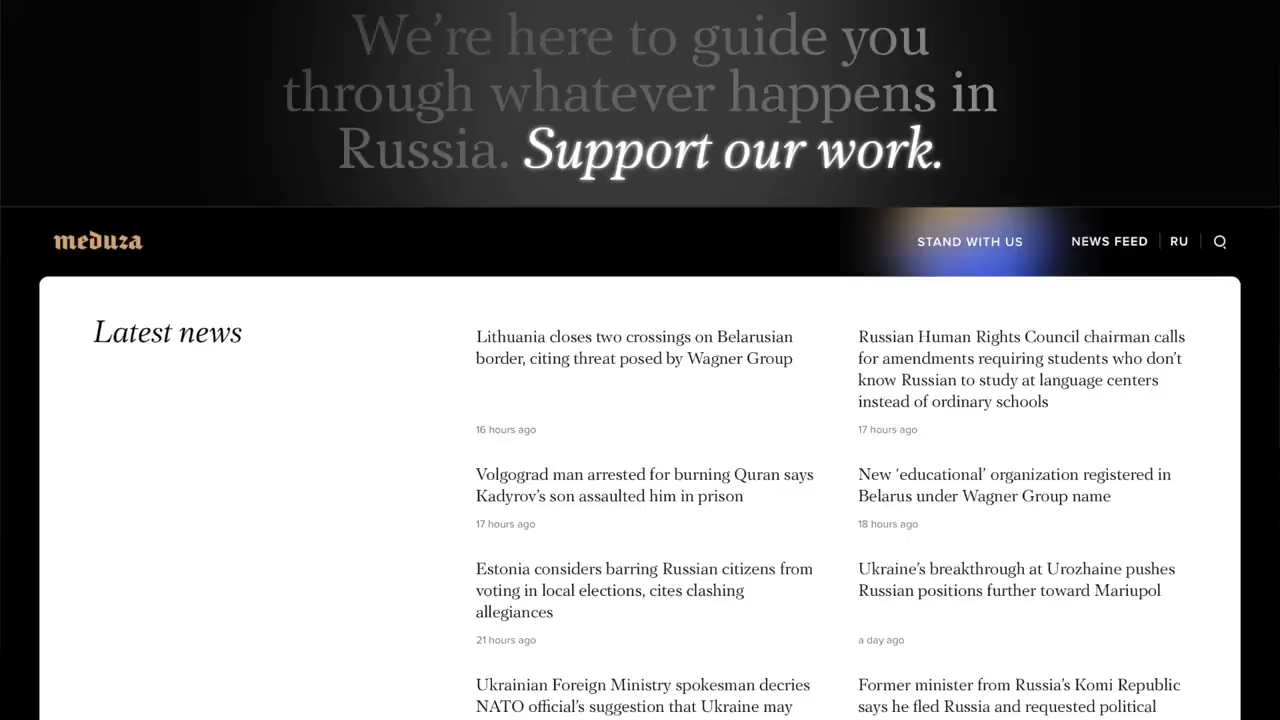 We're here to guide you
through whatever happens in
Russia. Support our work.
meduza
STAND WITH US
NEWS FEED
RU
Latest news
Lithuania closes two crossings on Belarusian
border, citing threat posed by Wagner Group
16 hours ago
Russian Human Rights Council chairman calls
for amendments requiring students who don't
know Russian to study at language centers
instead of ordinary schools
17 hours ago
Volgograd man arrested for burning Quran says
Kadyrov's son assaulted him in prison
17 hours ago
New ‘educational’ organization registered in
Belarus under Wagner Group name
18 hours ago
Estonia considers barring Russian citizens from
voting in local elections, cites clashing
allegiances
21 hours ago
Ukraine's breakthrough at Urozhaine pushes
Russian positions further toward Mariupol
a day ago
Ukrainian Foreign Ministry spokesman decries
NATO official's suggestion that Ukraine may
Former minister from Russia's Komi Republic
says he fled Russia and requested political